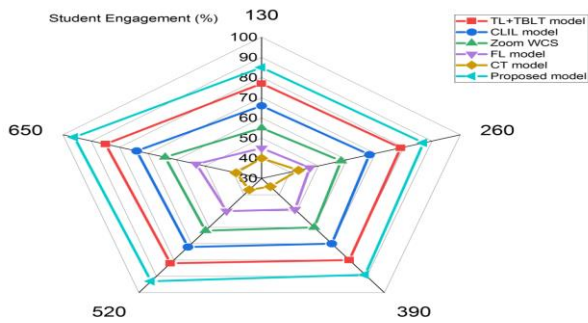 Student Engagement (%)
130
TL+TBLT model
CLIL model
Zoom WCS
FL model
CT model
Proposed model
100
90
80
70
60
50
40
30
650
260
520
390